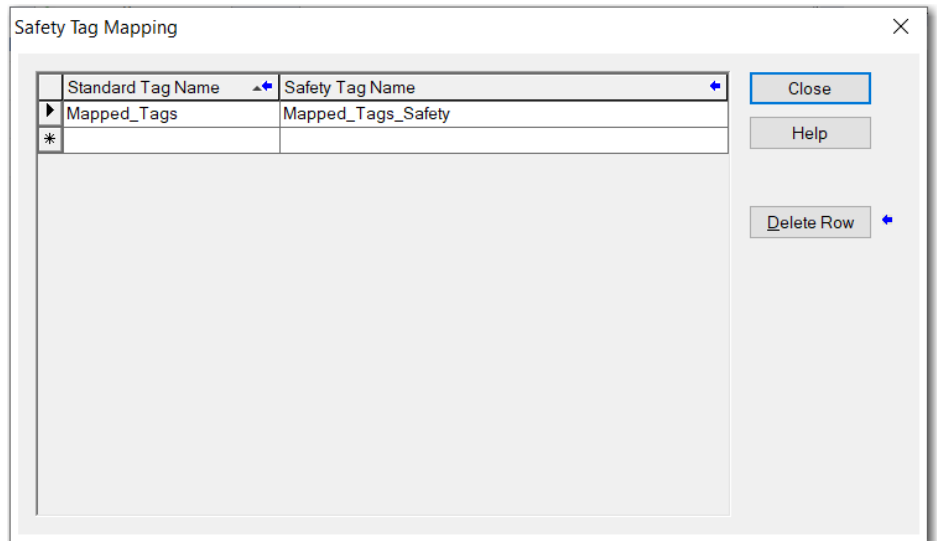 Safety Tag Mapping
Standard Tag Name Safety Tag Name
Mapped_Tags Mapped_Tags_Safety
Close
Help
Delete Row